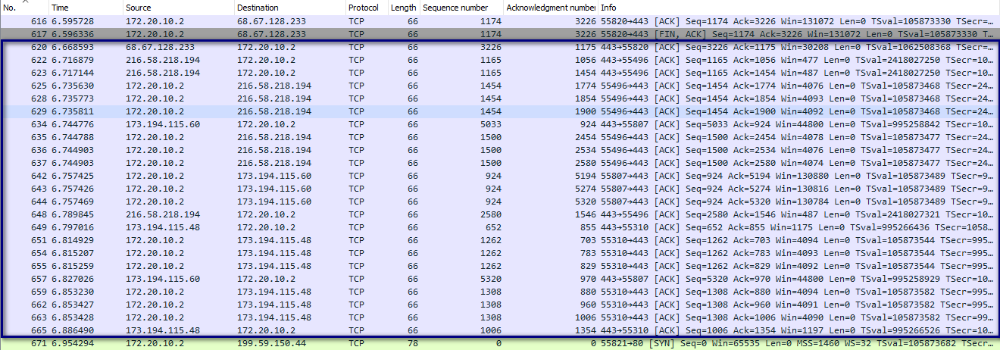 No. Time Source Destination Protocol Length Sequence number Acknowledgment number Info
616 6.595728 172.20.10.2 68.67.128.233 TCP 66 1174 3226 55820→443 [ACK] Seq=1174 Ack=3226 Win=131072 Len=0 TSval=105873330 TSecr=…
617 6.596336 172.20.10.2 68.67.128.233 TCP 66 1174 3226 55820→443 [FIN, ACK] Seq=1174 Ack=3226 Win=131072 Len=0 TSval=105873330 T…
620 6.668593 68.67.128.233 172.20.10.2 TCP 66 3226 1175 443→55820 [ACK] Seq=3226 Ack=1175 Win=30208 Len=0 TSval=1062508368 TSecr=…
622 6.716879 216.58.218.194 172.20.10.2 TCP 66 1165 1056 443→55496 [ACK] Seq=1165 Ack=1056 Win=477 Len=0 TSval=2418027250 TSecr=10…
623 6.717144 216.58.218.194 172.20.10.2 TCP 66 1165 1454 443→55496 [ACK] Seq=1165 Ack=1454 Win=487 Len=0 TSval=2418027250 TSecr=10…
625 6.735630 172.20.10.2 216.58.218.194 TCP 66 1454 1774 55496→443 [ACK] Seq=1454 Ack=1774 Win=4076 Len=0 TSval=105873468 TSecr=24…
628 6.735773 172.20.10.2 216.58.218.194 TCP 66 1454 1854 55496→443 [ACK] Seq=1454 Ack=1854 Win=4093 Len=0 TSval=105873468 TSecr=24…
629 6.735811 172.20.10.2 216.58.218.194 TCP 66 1454 1900 55496→443 [ACK] Seq=1454 Ack=1900 Win=4092 Len=0 TSval=105873468 TSecr=24…
634 6.744776 173.194.115.60 172.20.10.2 TCP 66 5033 924 443→55807 [ACK] Seq=5033 Ack=924 Win=44800 Len=0 TSval=995258842 TSecr=10…
635 6.744788 172.20.10.2 216.58.218.194 TCP 66 1500 2454 55496→443 [ACK] Seq=1500 Ack=2454 Win=4078 Len=0 TSval=105873477 TSecr=24…
636 6.744903 172.20.10.2 216.58.218.194 TCP 66 1500 2534 55496→443 [ACK] Seq=1500 Ack=2534 Win=4076 Len=0 TSval=105873477 TSecr=24…
637 6.744903 172.20.10.2 216.58.218.194 TCP 66 1500 2580 55496→443 [ACK] Seq=1500 Ack=2580 Win=4074 Len=0 TSval=105873477 TSecr=24…
642 6.757425 172.20.10.2 173.194.115.60 TCP 66 924 5194 55807→443 [ACK] Seq=924 Ack=5194 Win=130880 Len=0 TSval=105873489 TSecr=9…
643 6.757426 172.20.10.2 173.194.115.60 TCP 66 924 5274 55807→443 [ACK] Seq=924 Ack=5274 Win=130816 Len=0 TSval=105873489 TSecr=9…
644 6.757469 172.20.10.2 173.194.115.60 TCP 66 924 5320 55807→443 [ACK] Seq=924 Ack=5320 Win=130784 Len=0 TSval=105873489 TSecr=9…
648 6.789845 216.58.218.194 172.20.10.2 TCP 66 2580 1546 443→55496 [ACK] Seq=2580 Ack=1546 Win=487 Len=0 TSval=2418027321 TSecr=10…
649 6.797016 173.194.115.48 172.20.10.2 TCP 66 652 855 443→55310 [ACK] Seq=652 Ack=855 Win=1175 Len=0 TSval=995266436 TSecr=1058…
651 6.814929 172.20.10.2 173.194.115.48 TCP 66 1262 703 55310→443 [ACK] Seq=1262 Ack=703 Win=4094 Len=0 TSval=105873544 TSecr=995…
654 6.815207 172.20.10.2 173.194.115.48 TCP 66 1262 783 55310→443 [ACK] Seq=1262 Ack=783 Win=4093 Len=0 TSval=105873544 TSecr=995…
655 6.815259 172.20.10.2 173.194.115.48 TCP 66 1262 829 55310→443 [ACK] Seq=1262 Ack=829 Win=4092 Len=0 TSval=105873544 TSecr=995…
657 6.827026 173.194.115.60 172.20.10.2 TCP 66 5320 970 443→55807 [ACK] Seq=5320 Ack=970 Win=44800 Len=0 TSval=995258929 TSecr=10…
659 6.853230 172.20.10.2 173.194.115.48 TCP 66 1308 880 55310→443 [ACK] Seq=1308 Ack=880 Win=4094 Len=0 TSval=105873582 TSecr=995…
662 6.853427 172.20.10.2 173.194.115.48 TCP 66 1308 960 55310→443 [ACK] Seq=1308 Ack=960 Win=4091 Len=0 TSval=105873582 TSecr=995…
663 6.853428 172.20.10.2 173.194.115.48 TCP 66 1308 1006 55310→443 [ACK] Seq=1308 Ack=1006 Win=4090 Len=0 TSval=105873582 TSecr=99…
665 6.886490 173.194.115.48 172.20.10.2 TCP 66 1006 1354 443→55310 [ACK] Seq=1006 Ack=1354 Win=1197 Len=0 TSval=995266526 TSecr=10…
671 6.954294 172.20.10.2 199.59.150.44 TCP 78 0 0 55821→80 [SYN] Seq=0 Win=65535 Len=0 MSS=1460 WS=32 TSval=105873682 TSecr…